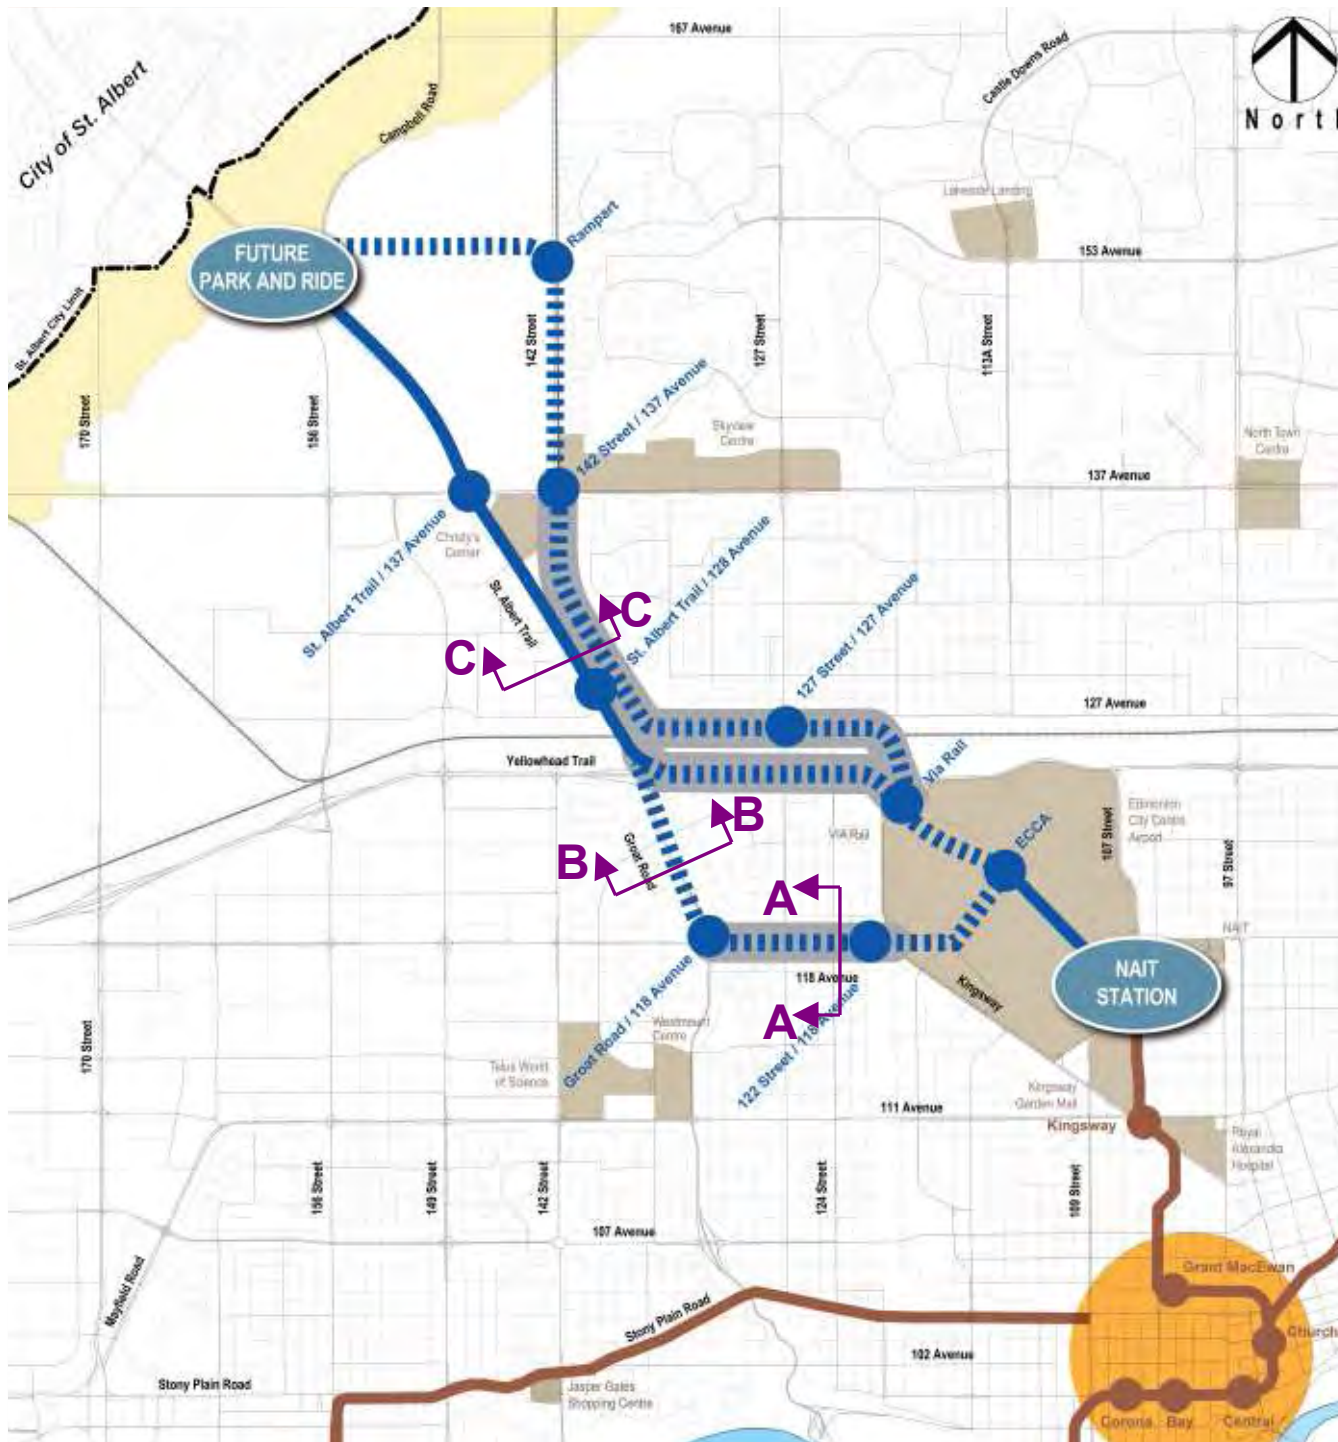 167 Avenue
Castle Downs Road
North
City of St. Albert
Campbell Road
Lakeside Landing
Rampart
153 Avenue
FUTURE
PARK AND RIDE
St. Albert City Limit
142 Street
127 Street
113A Street
170 Street
156 Street
142 Street / 137 Avenue
Skyview
Centre
North Town
Centre
137 Avenue
St. Albert Trail / 137 Avenue
Christy's
Corner
St. Albert Trail
St. Albert Trail / 128 Avenue
127 Street / 127 Avenue
C
C
127 Avenue
Yellowhead Trail
Via Rail
B
B
Groat Road
VIA Rail
ECCA
107 Street
Edmonton
City Centre
Airport
97 Street
A
A
NAIT
118 Avenue
Kingsway
NAIT
STATION
Groat Road / 118 Avenue
122 Street / 118 Avenue
Westmount
Centre
Telus World
of Science
170 Street
111 Avenue
Kingsway
Garden Mall
Kingsway
Royal
Alexandra
Hospital
156 Street
149 Street
142 Street
124 Street
109 Street
107 Avenue
Mayfield Road
Grant MacEwan
Stony Plain Road
Church
102 Avenue
Stony Plain Road
Jasper Gates
Shopping Centre
Corona
Bay
Central